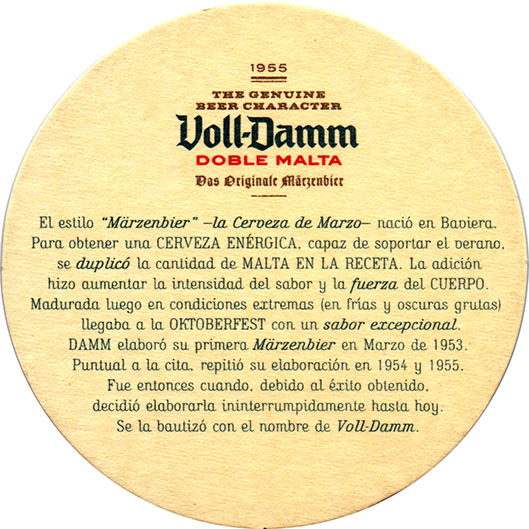 1955
THE GENUINE
BEER CHARACTER
Voll-Damm
DOBLE MALTA
Das Originale Märzenbier
El estilo "Märzenbier" –la Cerveza de Marzo– nació en Baviera.
Para obtener una CERVEZA ENÉRGICA, capaz de soportar el verano,
se duplicó la cantidad de MALTA EN LA RECETA. La adición
hizo aumentar la intensidad del sabor y la fuerza del CUERPO.
Madurada luego en condiciones extremas (en frías y oscuras grutas)
llegaba a la OKTOBERFEST con un sabor excepcional.
DAMM elaboró su primera Märzenbier en Marzo de 1953.
Puntual a la cita, repitió su elaboración en 1954 y 1955.
Fue entonces cuando, debido al éxito obtenido,
decidió elaborarla ininterrumpidamente hasta hoy.
Se la bautizó con el nombre de Voll-Damm.